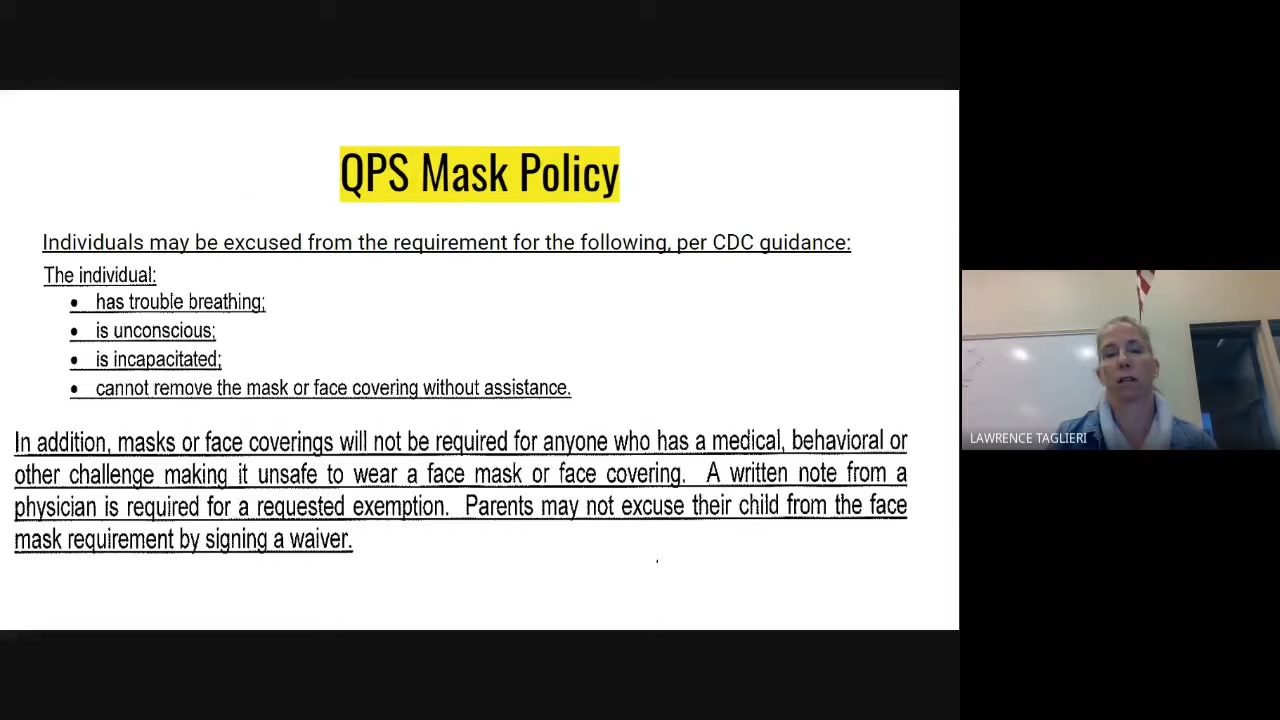 QPS Mask Policy
Individuals may be excused from the requirement for the following, per CDC guidance:
The individual:
• has trouble breathing;
• is unconscious;
• is incapacitated;
• cannot remove the mask or face covering without assistance.
In addition, masks or face coverings will not be required for anyone who has a medical, behavioral or
other challenge making it unsafe to wear a face mask or face covering. A written note from a
physician is required for a requested exemption. Parents may not excuse their child from the face
mask requirement by signing a waiver.
LAWRENCE TAGLIERI